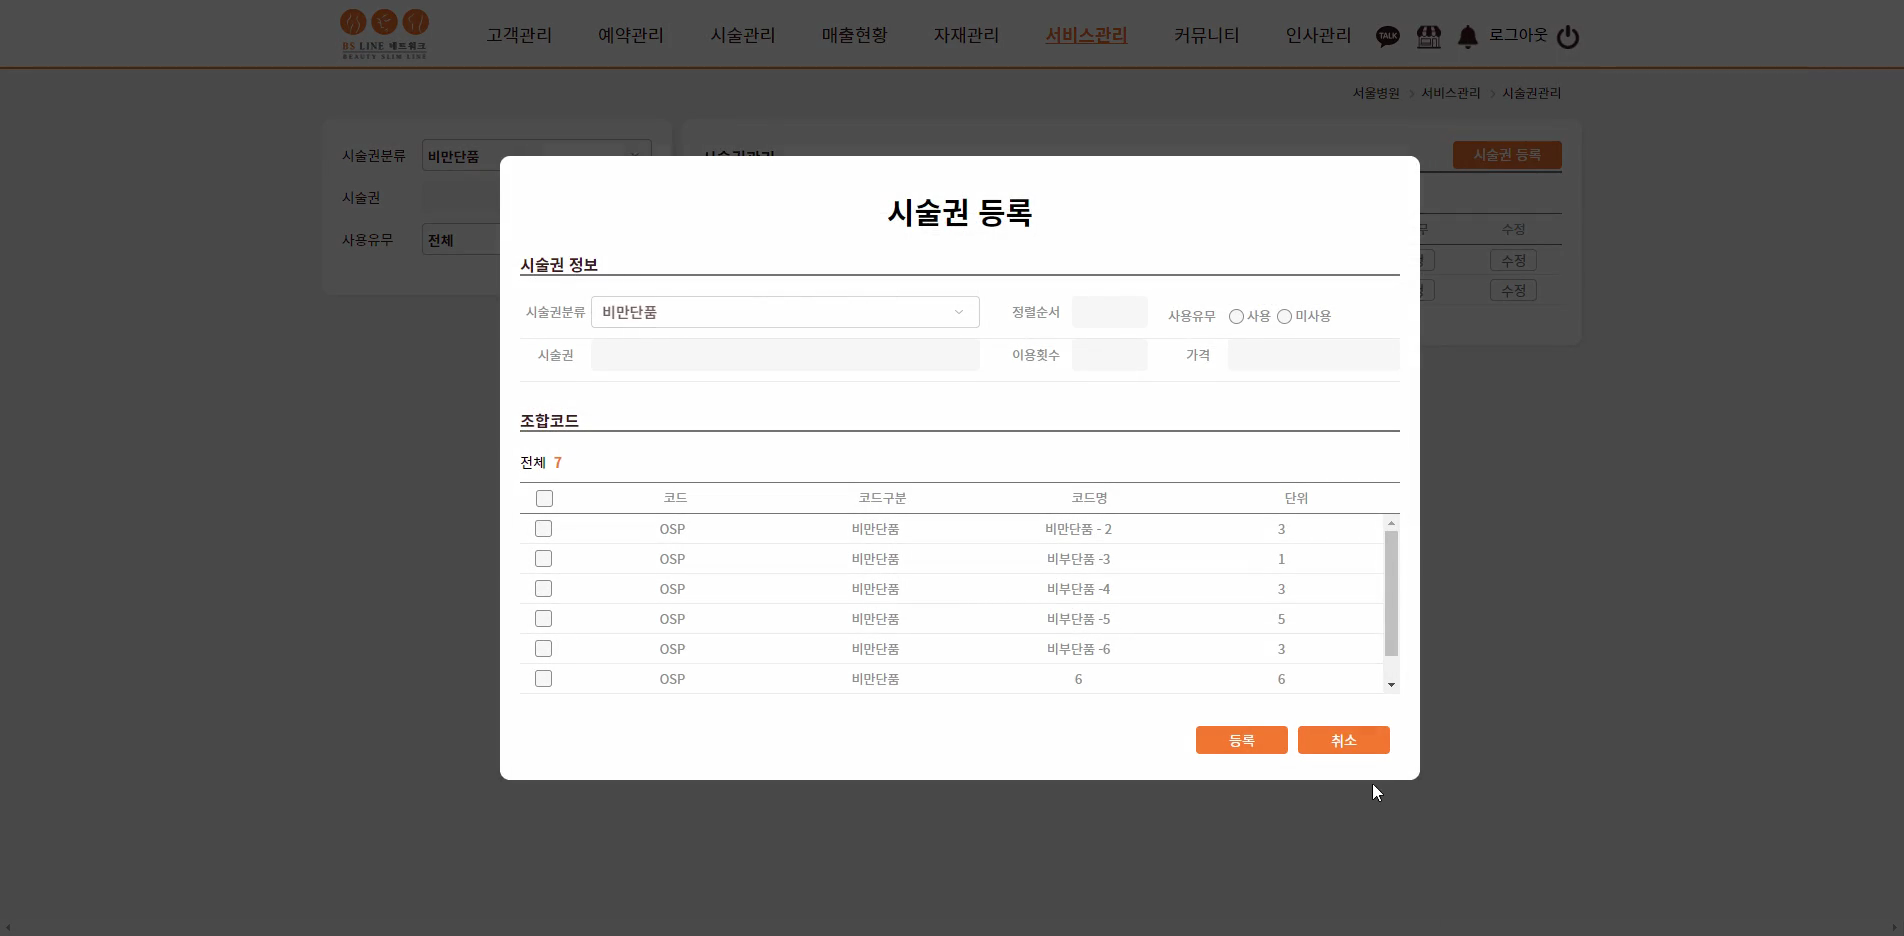 BS LINE 네트워크
BEAUTY SLIM LINE
고객관리 예약관리 시술관리 매출현황 자재관리 서비스관리 커뮤니티 인사관리 TALK 로그아웃
서울병원 > 서비스관리 > 시술권관리
시술권분류 비만단품
시술권관리
시술권 등록
시술권
사용유무 전체
수정
수정
수정
시술권 등록
시술권 정보
시술권분류 비만단품 정렬순서 사용유무 사용 미사용
시술권 이용횟수 가격
조합코드
전체 7
코드 코드구분 코드명 단위
OSP 비만단품 비만단품 - 2 3
OSP 비만단품 비부단품 -3 1
OSP 비만단품 비부단품 -4 3
OSP 비만단품 비부단품 -5 5
OSP 비만단품 비부단품 -6 3
OSP 비만단품 6 6
등록 취소